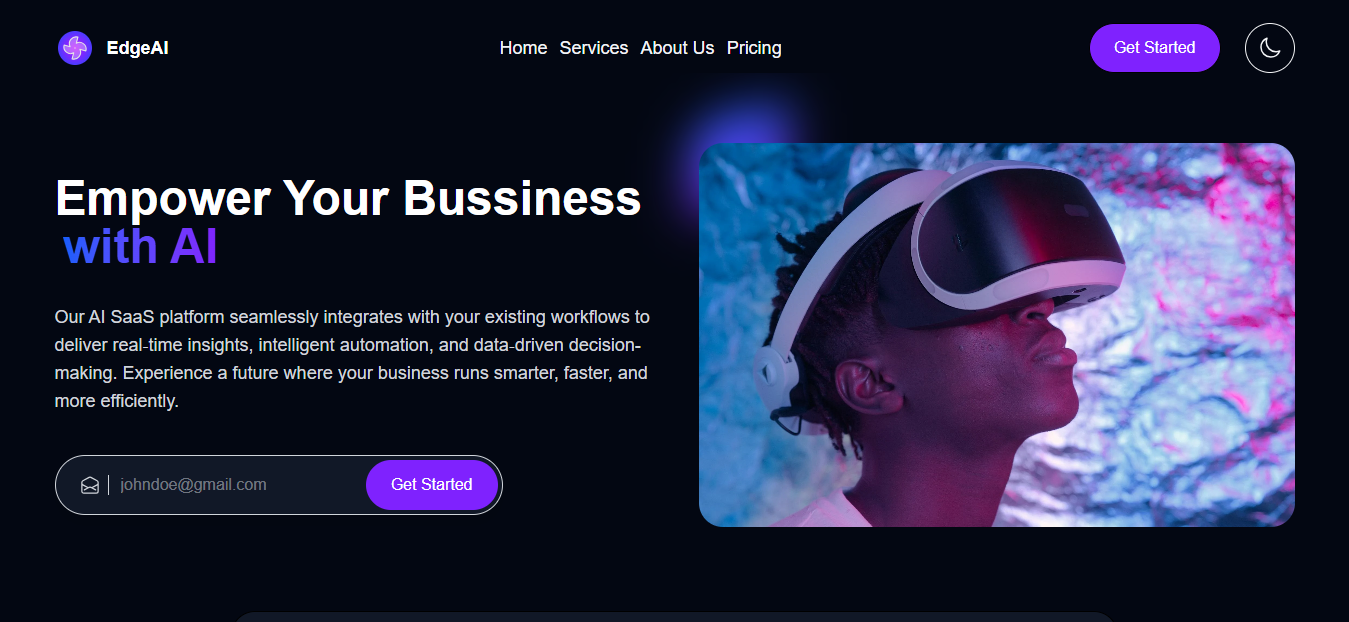 EdgeAI
Home Services About Us Pricing
Get Started
Empower Your Bussiness
with AI
Our AI SaaS platform seamlessly integrates with your existing workflows to
deliver real-time insights, intelligent automation, and data-driven decision-
making. Experience a future where your business runs smarter, faster, and
more efficiently.
johndoe@gmail.com
Get Started